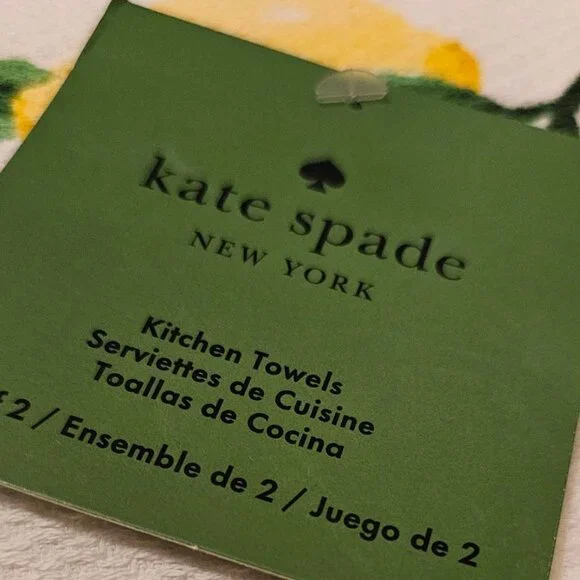 kate spade
NEW YORK
Kitchen Towels
Serviettes de Cuisine
Toallas de Cocina
2 / Ensemble de 2 / Juego de 2